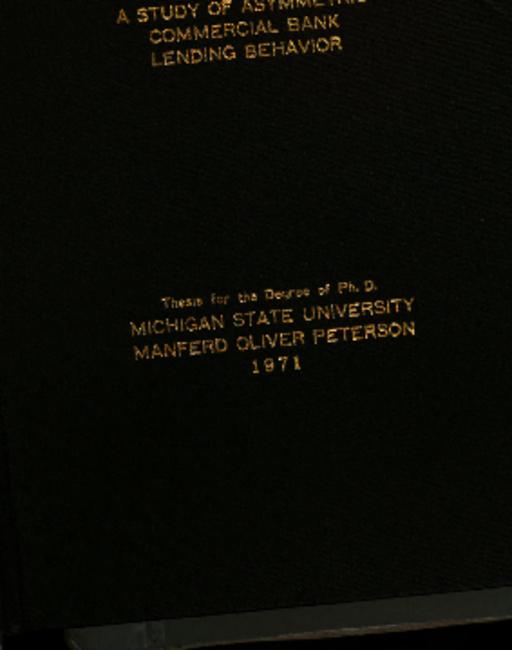 A STUDY OF ASYMMETRIC
COMMERCIAL BANK
LENDING BEHAVIOR
Thesis for the Degree of Ph. D.
MICHIGAN STATE UNIVERSITY
MANFERD OLIVER PETERSON
1971